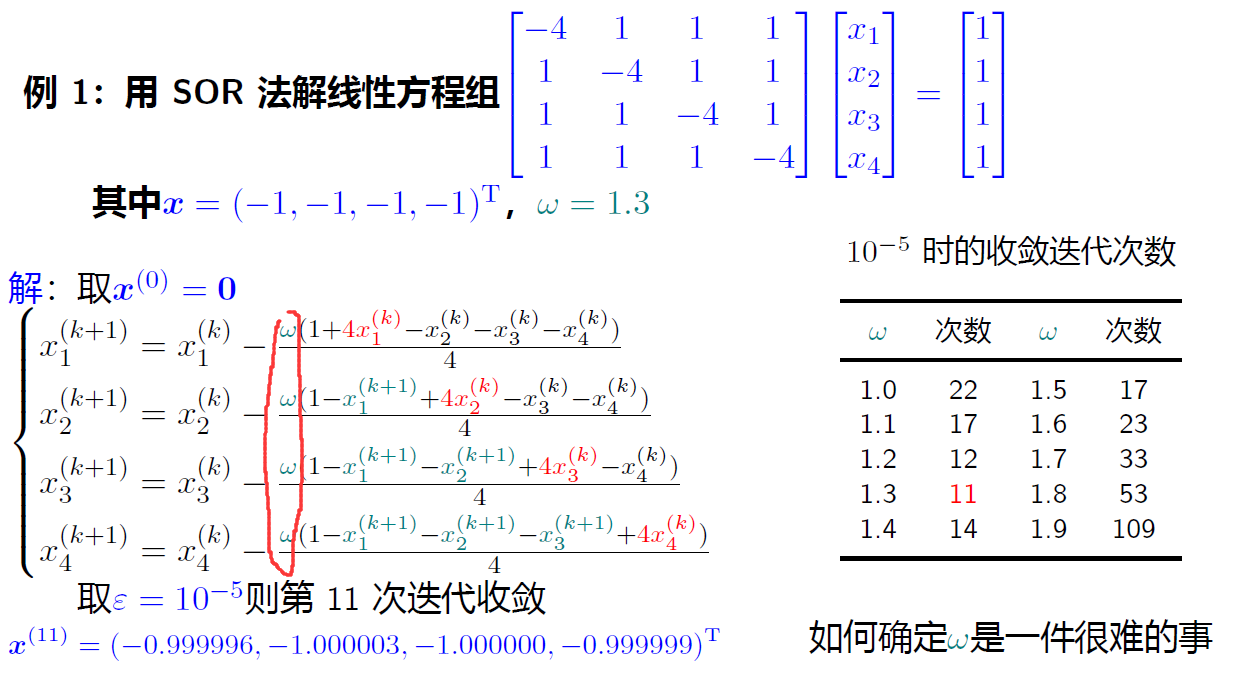 例 1：用 SOR 法解线性方程组 $\begin{bmatrix} -4 & 1 & 1 & 1 \\ 1 & -4 & 1 & 1 \\ 1 & 1 & -4 & 1 \\ 1 & 1 & 1 & -4 \end{bmatrix} \begin{bmatrix} x_1 \\ x_2 \\ x_3 \\ x_4 \end{bmatrix} = \begin{bmatrix} 1 \\ 1 \\ 1 \\ 1 \end{bmatrix}$
其中$\boldsymbol{x} = (-1, -1, -1, -1)^{\mathrm{T}}$，$\omega = 1.3$
解：取$\boldsymbol{x}^{(0)} = \mathbf{0}$
$x_1^{(k+1)} = x_1^{(k)} - \frac{\omega(1+4x_1^{(k)}-x_2^{(k)}-x_3^{(k)}-x_4^{(k)})}{4}$
$x_2^{(k+1)} = x_2^{(k)} - \frac{\omega(1-x_1^{(k+1)}+4x_2^{(k)}-x_3^{(k)}-x_4^{(k)})}{4}$
$x_3^{(k+1)} = x_3^{(k)} - \frac{\omega(1-x_1^{(k+1)}-x_2^{(k+1)}+4x_3^{(k)}-x_4^{(k)})}{4}$
$x_4^{(k+1)} = x_4^{(k)} - \frac{\omega(1-x_1^{(k+1)}-x_2^{(k+1)}-x_3^{(k+1)}+4x_4^{(k)})}{4}$
取$\varepsilon = 10^{-5}$则第 11 次迭代收敛
$\boldsymbol{x}^{(11)} = (-0.999996, -1.000003, -1.000000, -0.999999)^{\mathrm{T}}$
$10^{-5}$ 时的收敛迭代次数
ω 次数 ω 次数
1.0 22 1.5 17
1.1 17 1.6 23
1.2 12 1.7 33
1.3 11 1.8 53
1.4 14 1.9 109
如何确定ω是一件很难的事